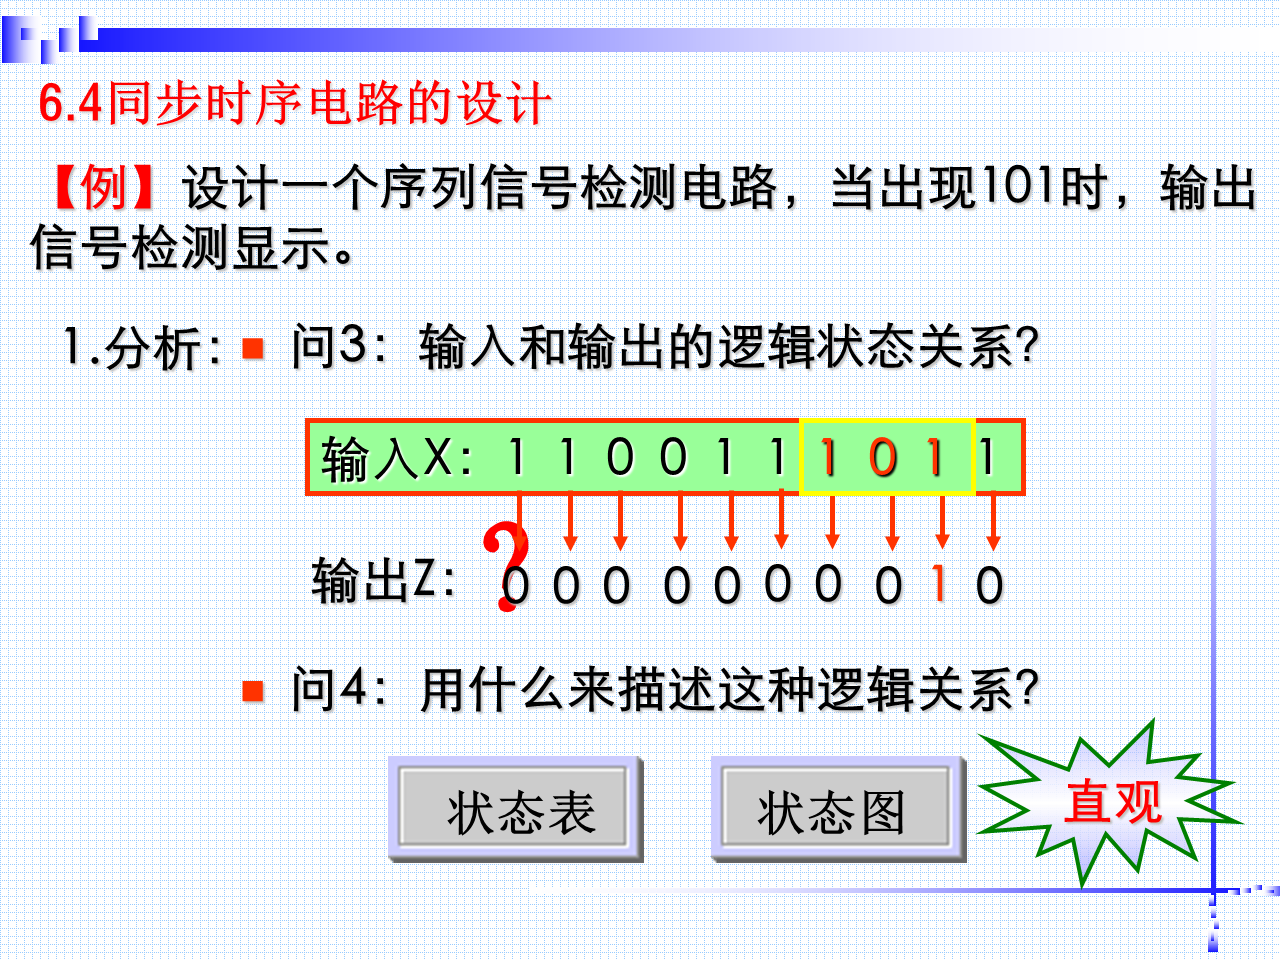 6.4同步时序电路的设计
【例】设计一个序列信号检测电路，当出现101时，输出
信号检测显示。
1.分析：■ 问3：输入和输出的逻辑状态关系?
输入X：1 1 0 0 1 1 1 0 1 1
?
输出Z：0 0 0 0 0 0 0 0 1 0
■ 问4：用什么来描述这种逻辑关系?
状态表 状态图 直观